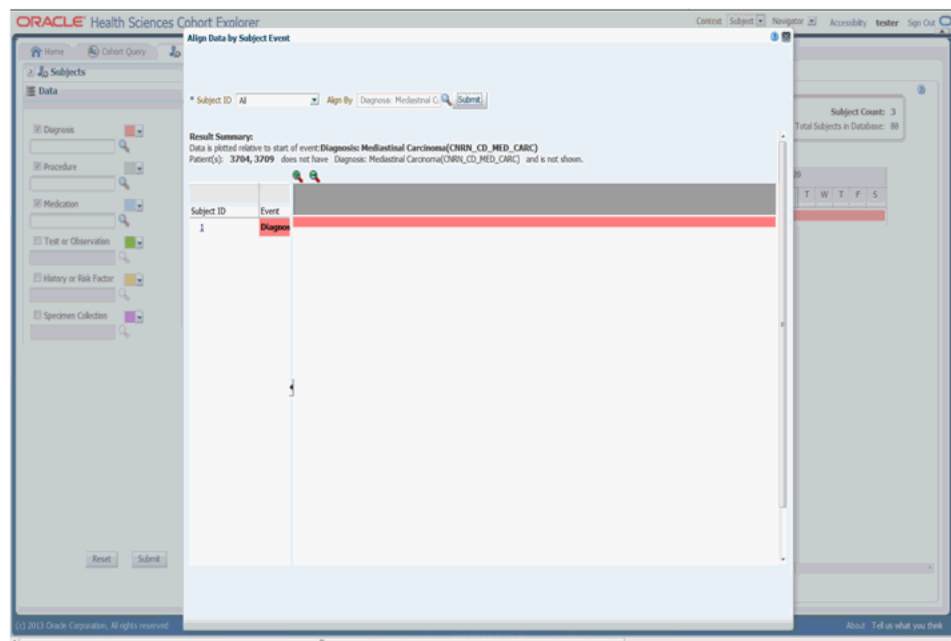 ORACLE Health Sciences Cohort Explorer
Context Subject Navigator Accessibility tester Sign Out
Home Cohort Query
Subjects
Data
Diagnosis
Procedure
Medication
Test or Observation
History or Risk Factor
Specimen Collection
Reset Submit
Align Data by Subject Event
* Subject ID All Align By Diagnosis: Mediastinal C Submit
Result Summary:
Data is plotted relative to start of event:Diagnosis: Mediastinal Carcinoma(CNRN_CD_MED_CARC)
Patient(s): 3704, 3709 does not have Diagnosis: Mediastinal Carcinoma(CNRN_CD_MED_CARC) and is not shown.
Subject ID Event
1 Diagnos
Subject Count: 3
Total Subjects in Database: 88
20
T W T F S
(c) 2013 Oracle Corporation, All rights reserved
About Tell us what you think